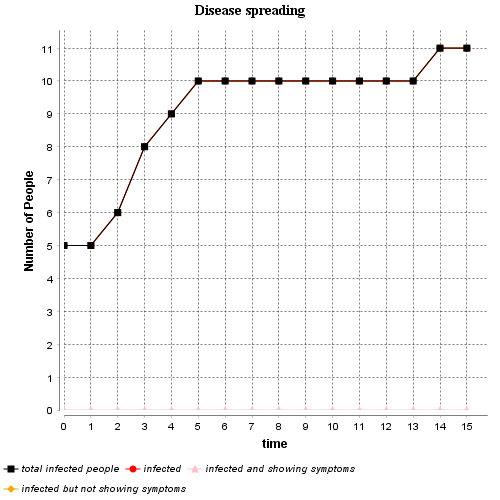 Disease spreading
Number of People
11
10
9
8
7
6
5
4
3
2
1
0
0 1 2 3 4 5 6 7 8 9 10 11 12 13 14 15
time
total infected people infected infected and showing symptoms
infected but not showing symptoms